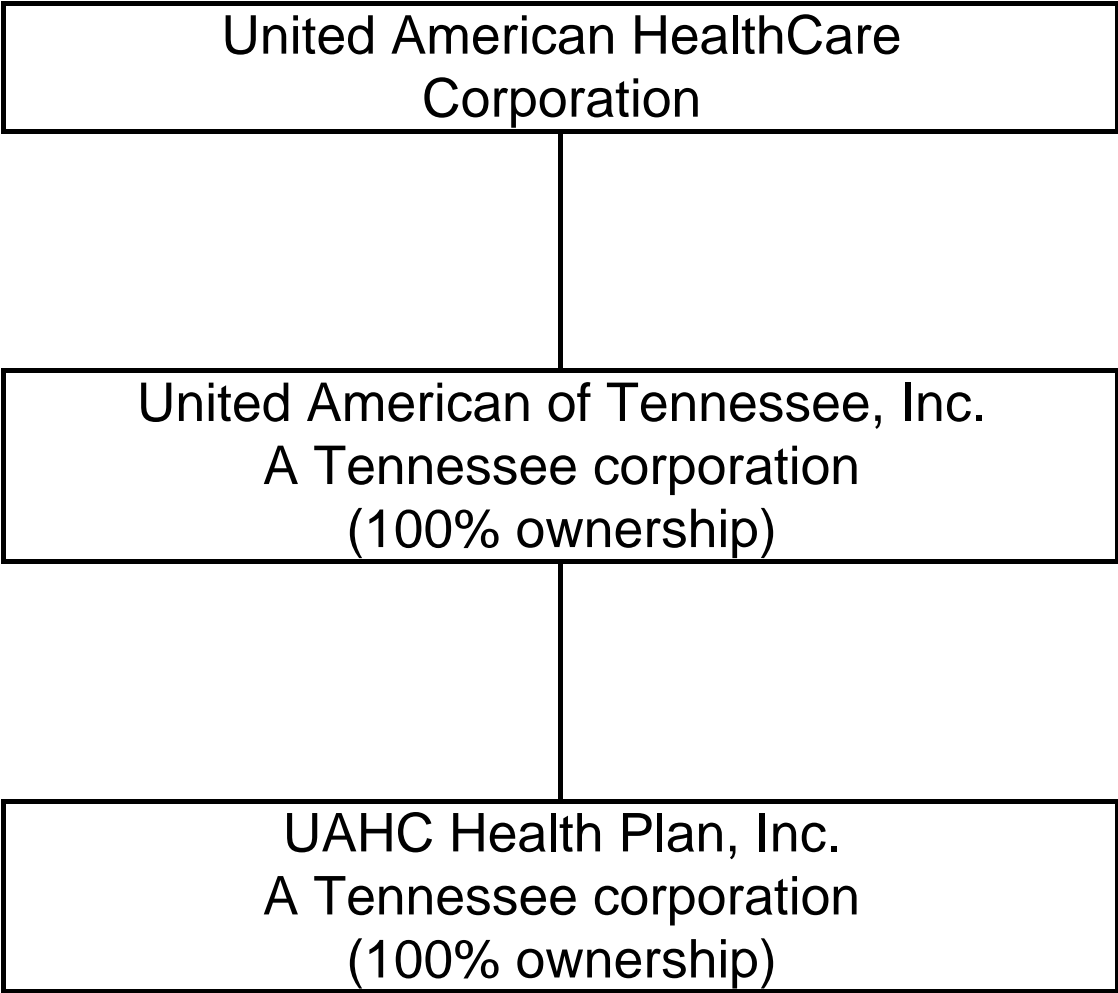 United American HealthCare
Corporation
United American of Tennessee, Inc.
A Tennessee corporation
(100% ownership)
UAHC Health Plan, Inc.
A Tennessee corporation
(100% ownership)